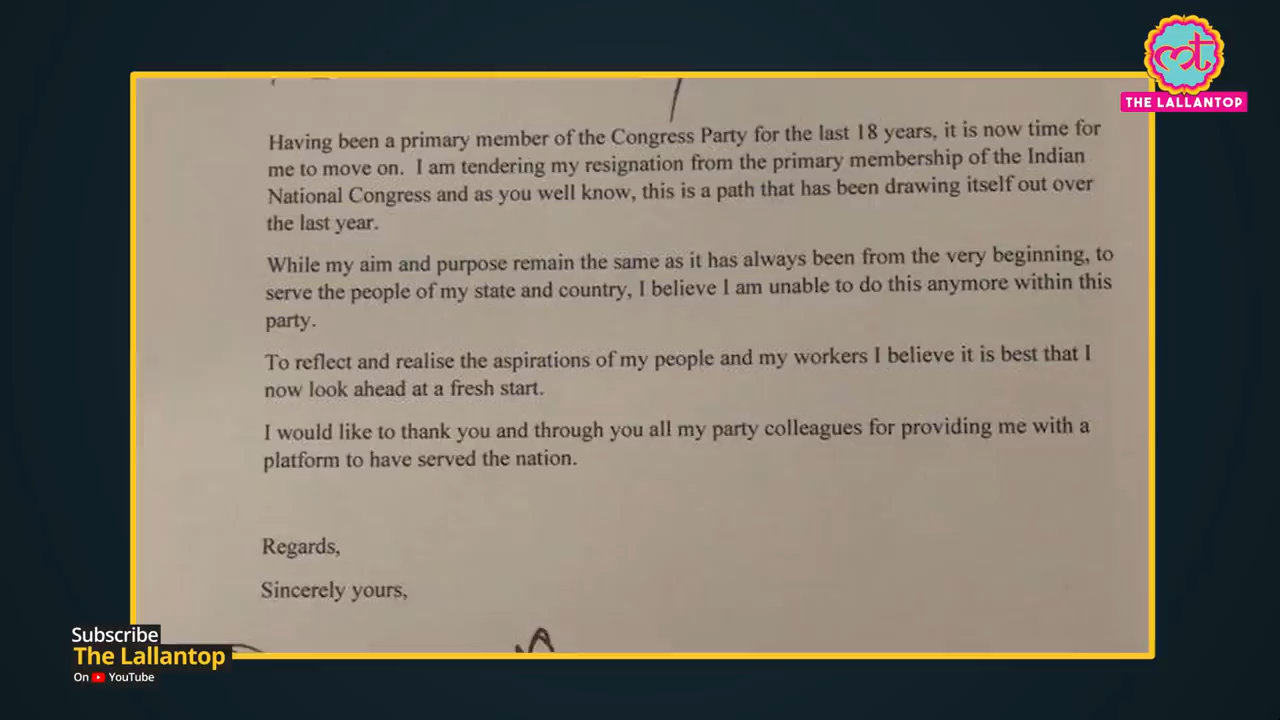 THE LALLANTOP
Having been a primary member of the Congress Party for the last 18 years, it is now time for
me to move on. I am tendering my resignation from the primary membership of the Indian
National Congress and as you well know, this is a path that has been drawing itself out over
the last year.
While my aim and purpose remain the same as it has always been from the very beginning, to
serve the people of my state and country, I believe I am unable to do this anymore within this
party.
To reflect and realise the aspirations of my people and my workers I believe it is best that I
now look ahead at a fresh start.
I would like to thank you and through you all my party colleagues for providing me with a
platform to have served the nation.
Regards,
Sincerely yours,
Subscribe
The Lallantop
On YouTube